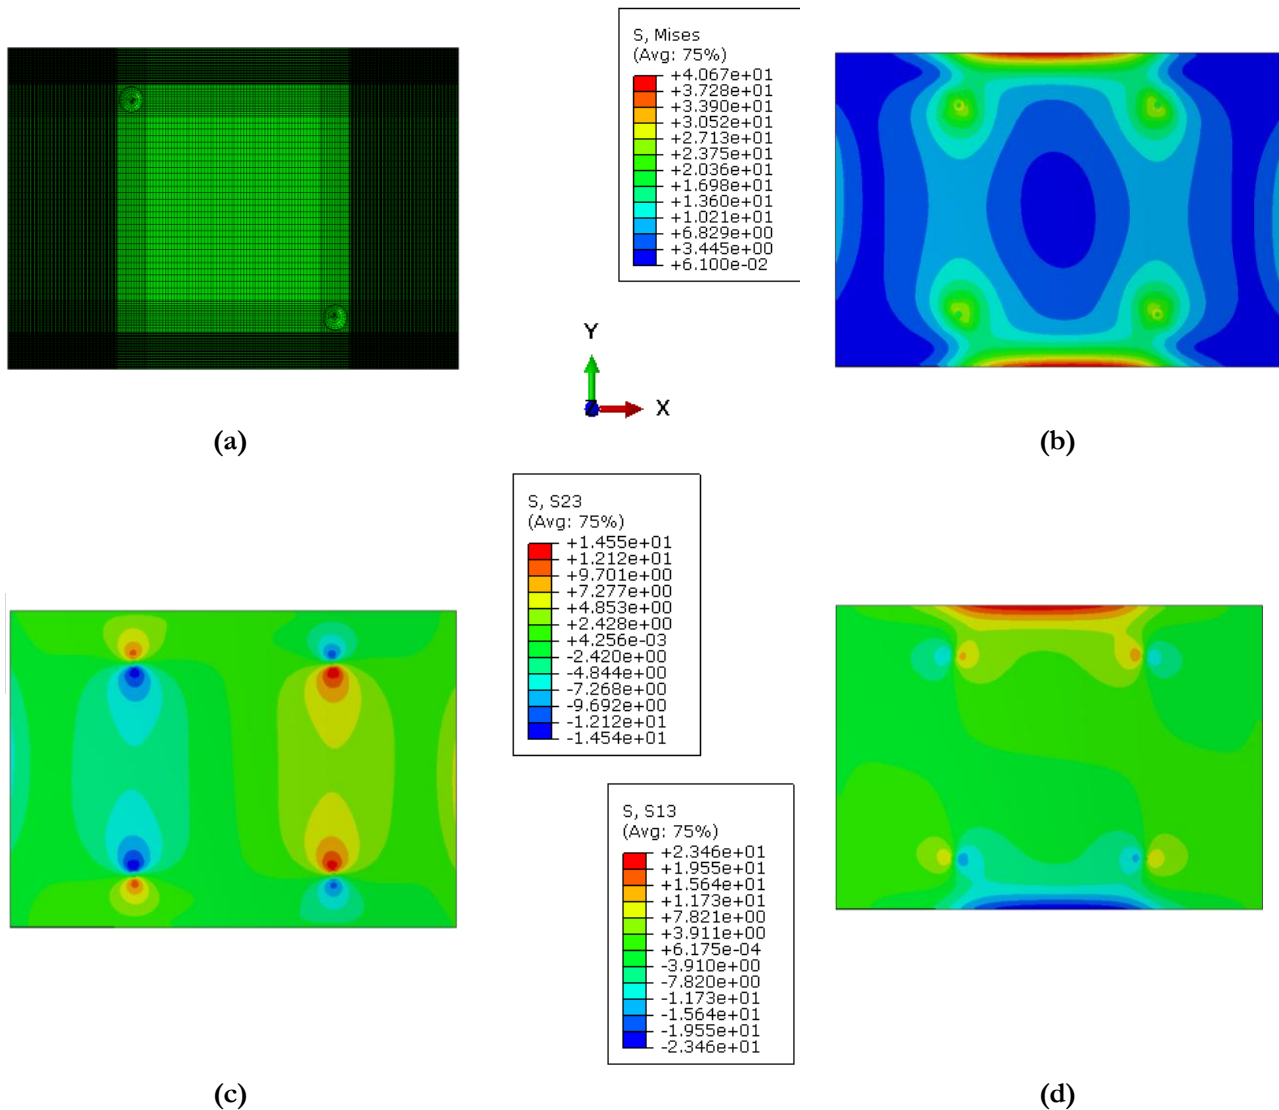 S, Mises
(Avg: 75%)
+4.067e+01
+3.728e+01
+3.390e+01
+3.052e+01
+2.713e+01
+2.375e+01
+2.036e+01
+1.698e+01
+1.360e+01
+1.021e+01
+6.829e+00
+3.445e+00
+6.100e-02
Y
X
Z
(a)
(b)
S, S23
(Avg: 75%)
+1.455e+01
+1.212e+01
+9.701e+00
+7.277e+00
+4.853e+00
+2.428e+00
+4.256e-03
-2.420e+00
-4.844e+00
-7.268e+00
-9.692e+00
-1.212e+01
-1.454e+01
S, S13
(Avg: 75%)
+2.346e+01
+1.955e+01
+1.564e+01
+1.173e+01
+7.821e+00
+3.911e+00
+6.175e-04
-3.910e+00
-7.820e+00
-1.173e+01
-1.564e+01
-1.955e+01
-2.346e+01
(c)
(d)